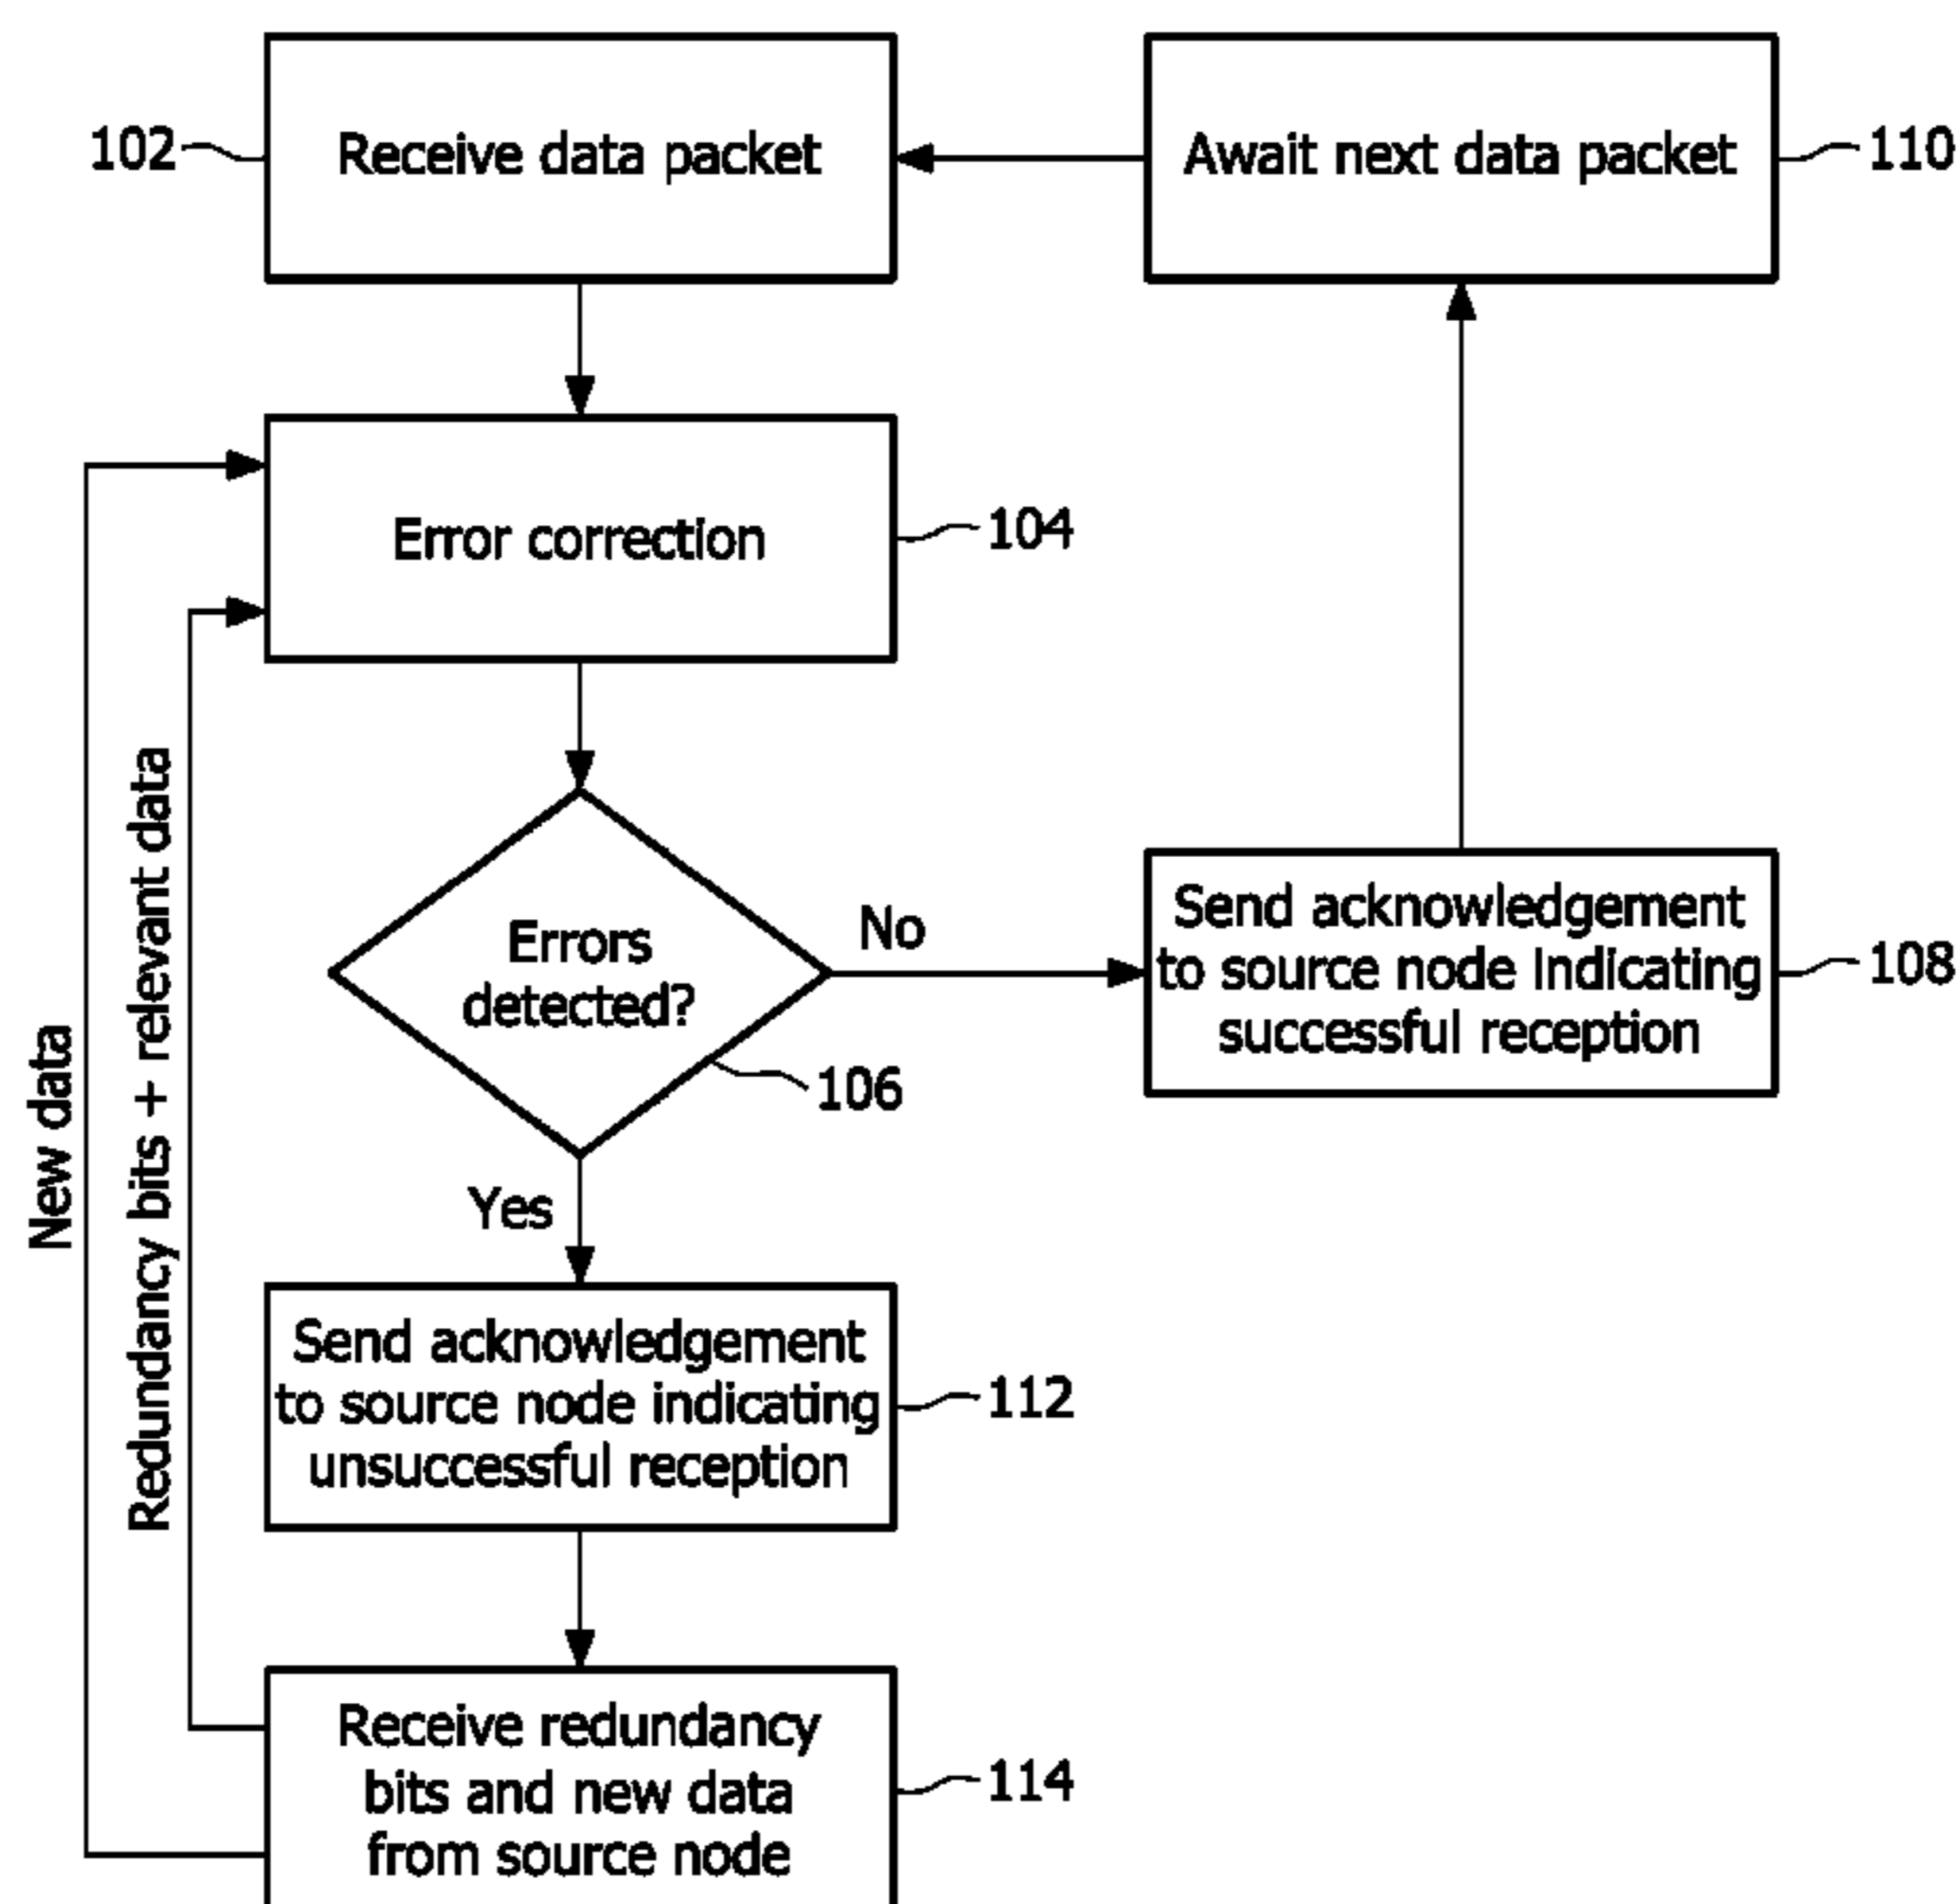 102
Receive data packet
Await next data packet
110
Error correction
104
New data
Redundancy bits + relevant data
Errors
detected?
106
No
Yes
Send acknowledgement
to source node indicating
successful reception
108
Send acknowledgement
to source node indicating
unsuccessful reception
112
Receive redundancy
bits and new data
from source node
114